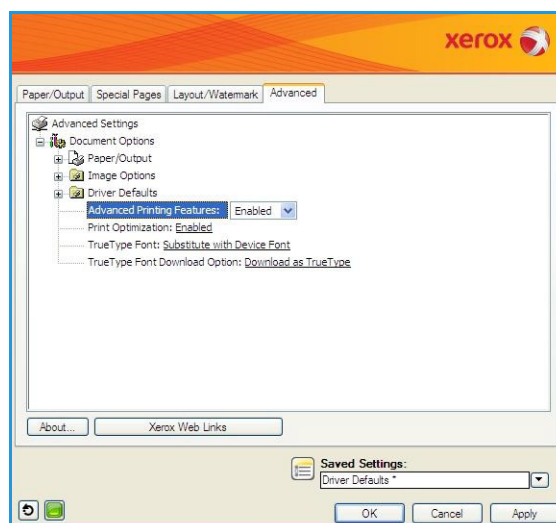 xerox
Paper/Output Special Pages Layout/Watermark Advanced
Advanced Settings
Document Options
Paper/Output
Image Options
Driver Defaults
Advanced Printing Features: Enabled
Print Optimization: Enabled
TrueType Font: Substitute with Device Font
TrueType Font Download Option: Download as TrueType
About... Xerox Web Links
Saved Settings:
Driver Defaults *
OK Cancel Apply